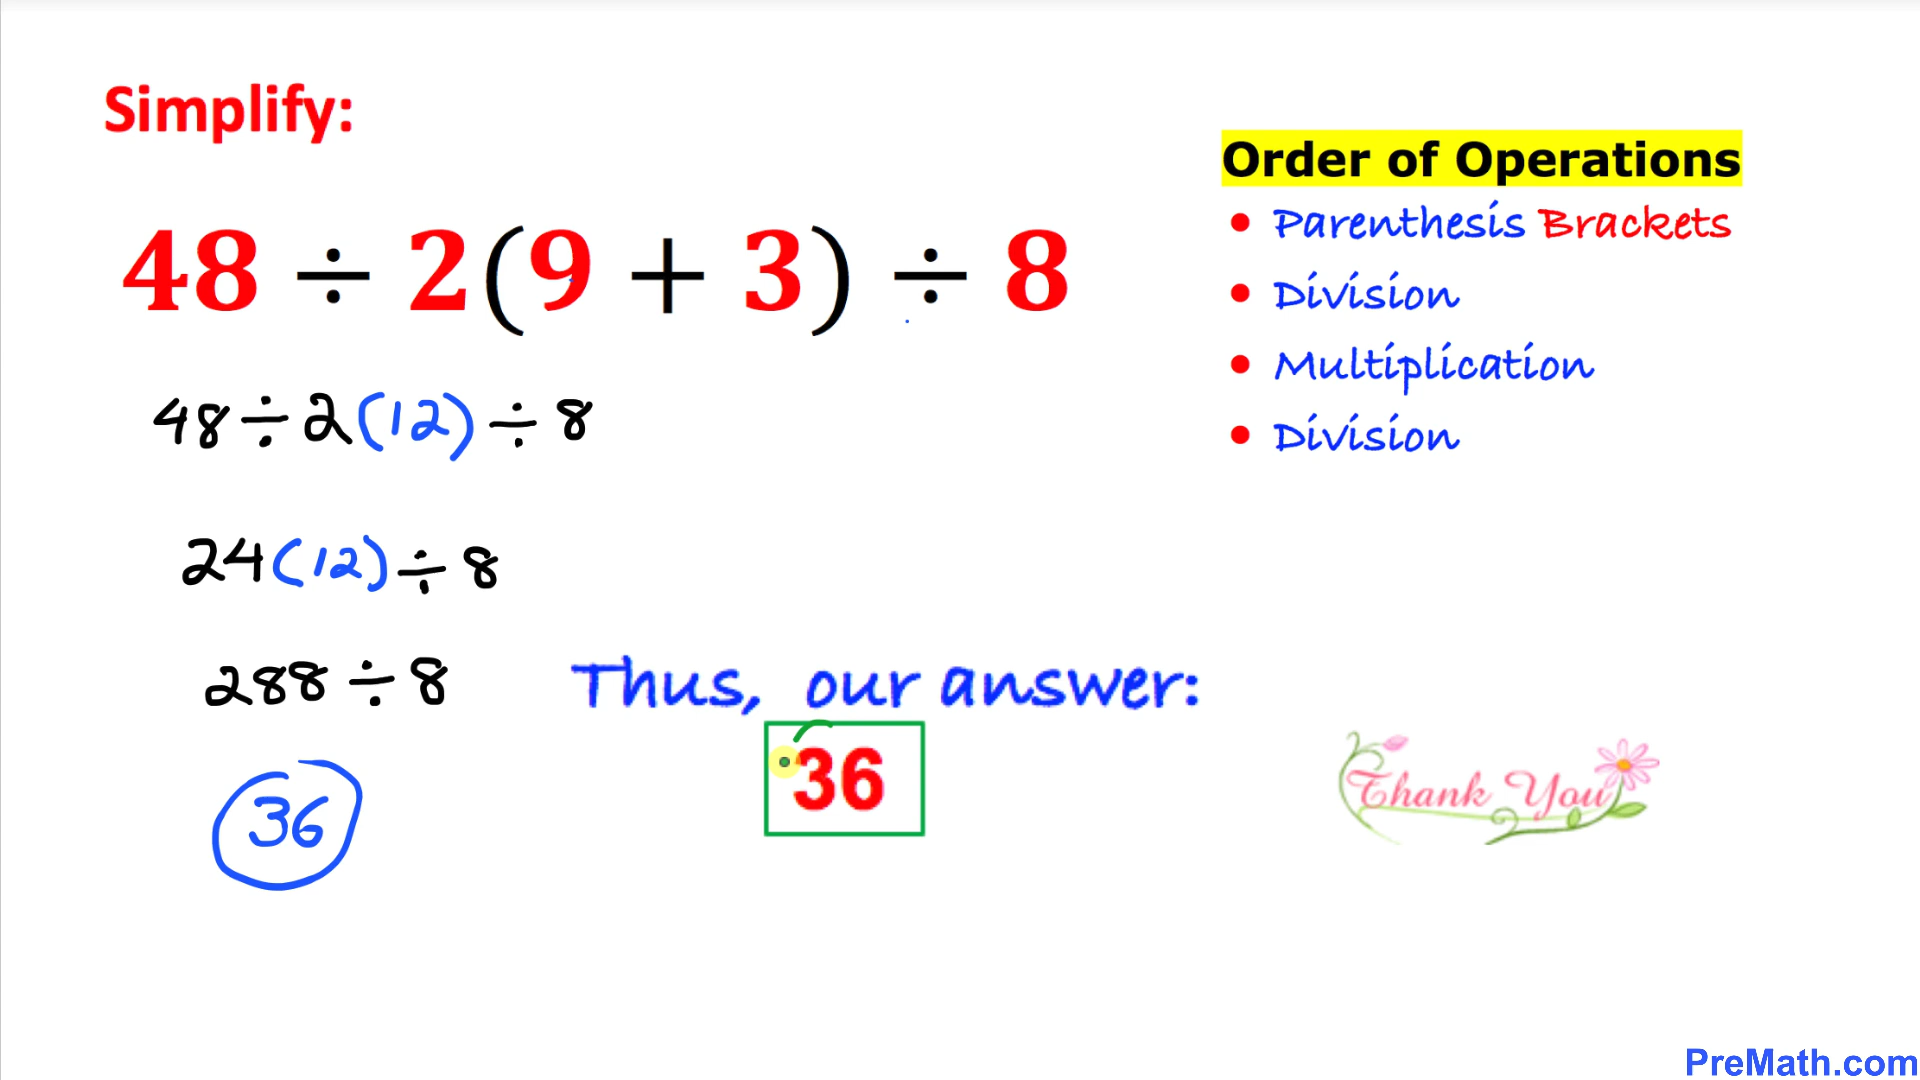 Simplify:
48 ÷ 2(9 + 3) ÷ 8
48 ÷ 2(12) ÷ 8
24(12) ÷ 8
288 ÷ 8
36
Order of Operations
• Parenthesis Brackets
• Division
• Multiplication
• Division
Thus, our answer:
36
Thank You
PreMath.com